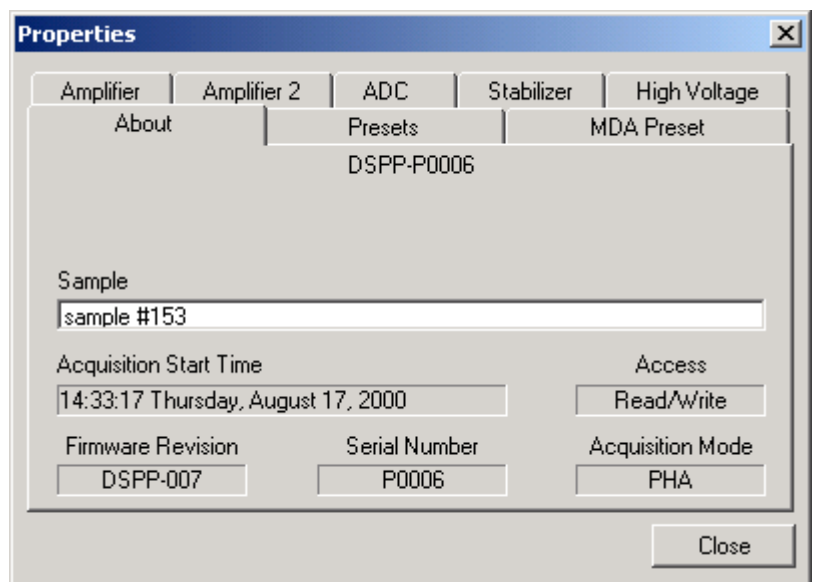 Properties
Amplifier Amplifier 2 ADC Stabilizer High Voltage
About Presets MDA Preset
DSPP-P0006
Sample
sample #153
Acquisition Start Time Access
14:33:17 Thursday, August 17, 2000 Read/Write
Firmware Revision Serial Number Acquisition Mode
DSPP-007 P0006 PHA
Close